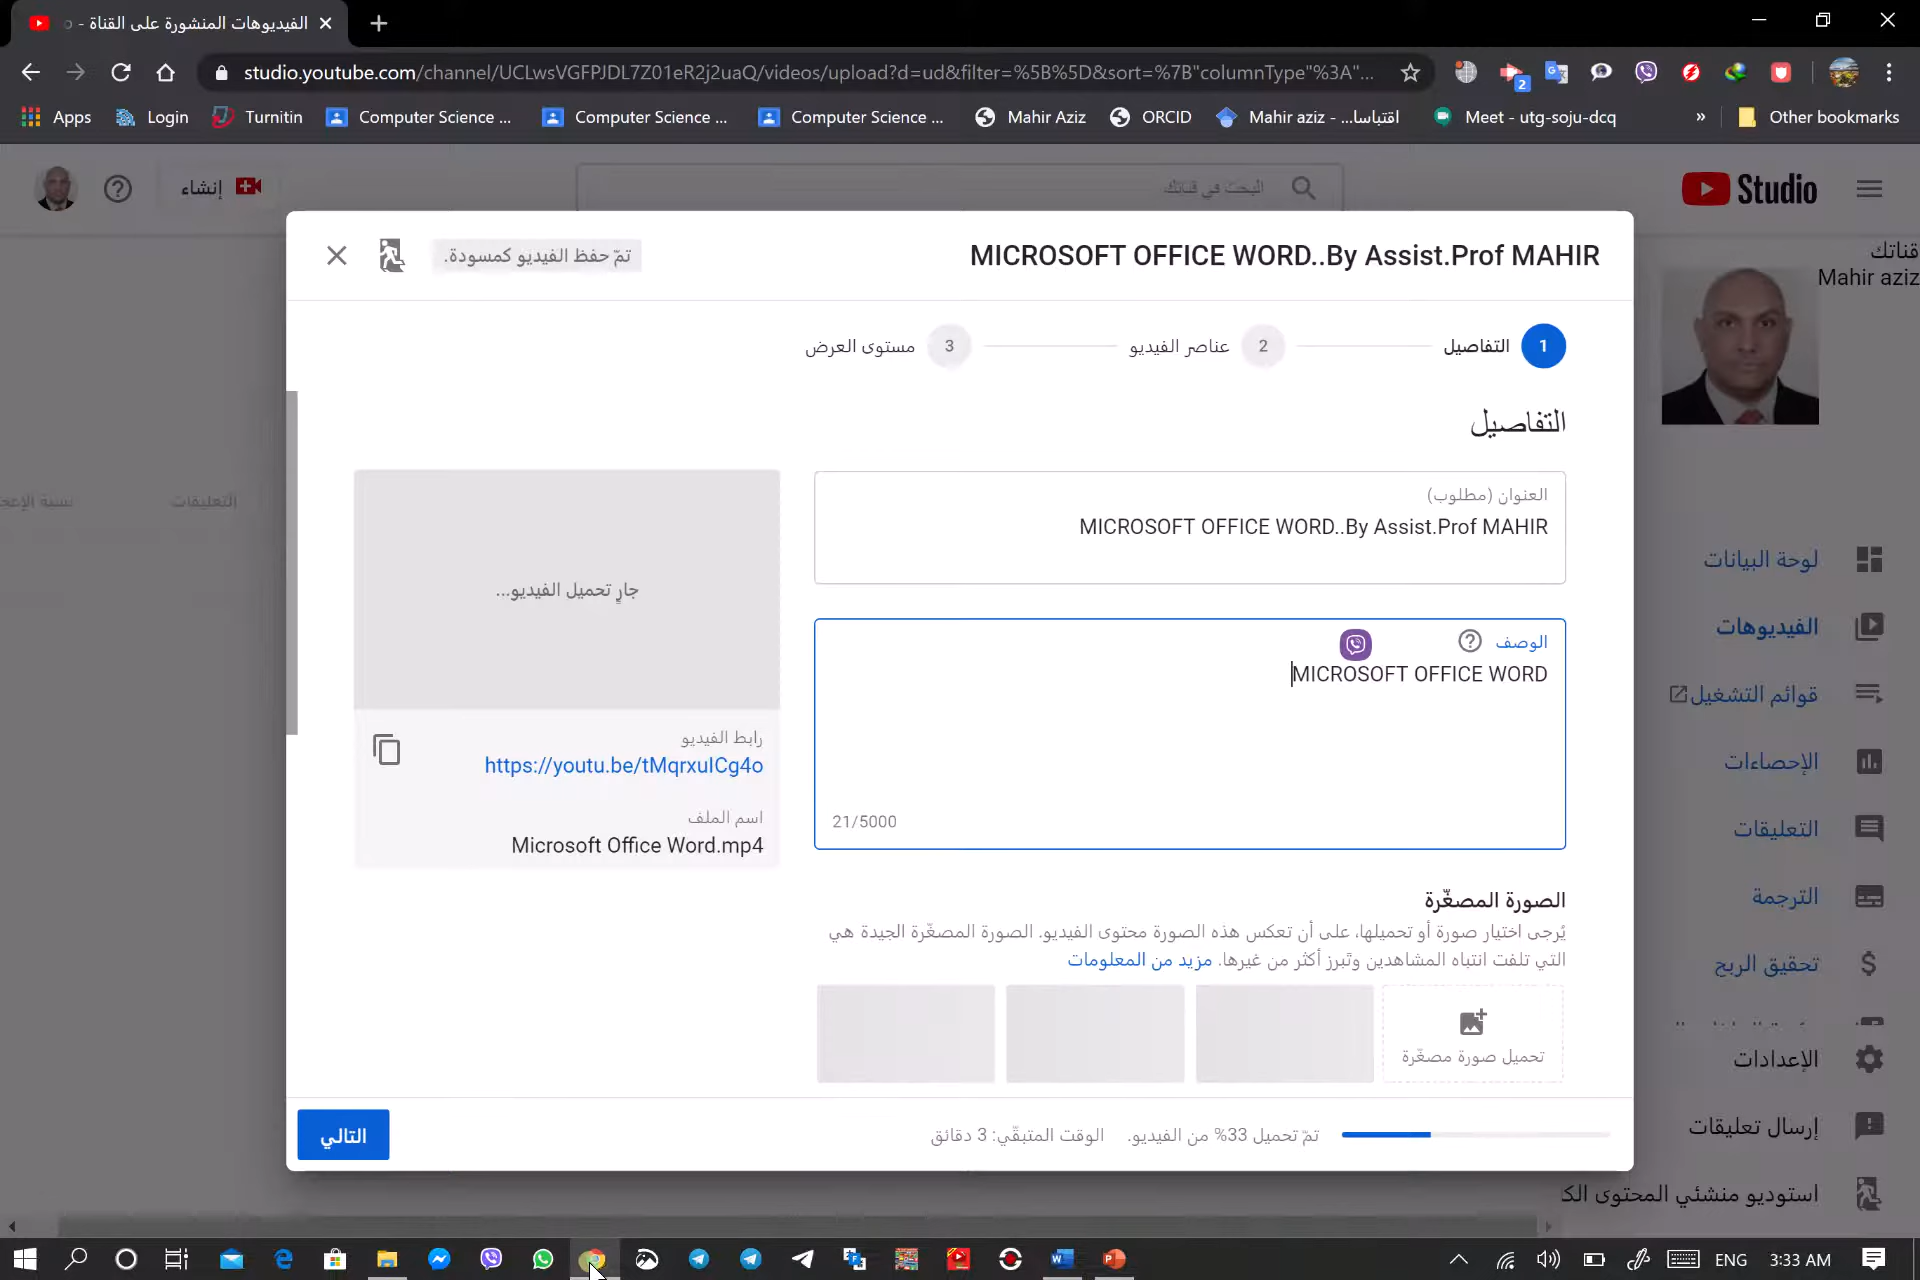 الفيديوهات المنشورة على القناة - o
studio.youtube.com/channel/UCLwsVGFPJDL7Z01eR2j2uaQ/videos/upload?d=ud&filter=%5B%5D&sort=%7B"columnType"%3A"...
2
Apps
Login
Turnitin
Computer Science ...
Computer Science ...
Computer Science ...
Mahir Aziz
ORCID
Mahir aziz - ...اقتباسا
Meet - utg-soju-dcq
»
Other bookmarks
Studio
البحث في قناتك
إنشاء
MICROSOFT OFFICE WORD..By Assist.Prof MAHIR
تمّ حفظ الفيديو كمسودة.
قناتك
Mahir aziz
1 التفاصيل
2 عناصر الفيديو
3 مستوى العرض
التفاصيل
العنوان (مطلوب)
MICROSOFT OFFICE WORD..By Assist.Prof MAHIR
الوصف
MICROSOFT OFFICE WORD
21/5000
جارٍ تحميل الفيديو...
رابط الفيديو
https://youtu.be/tMqrxuICg4o
اسم الملف
Microsoft Office Word.mp4
الصورة المصغّرة
يُرجى اختيار صورة أو تحميلها، على أن تعكس هذه الصورة محتوى الفيديو. الصورة المصغّرة الجيدة هي
التي تلفت انتباه المشاهدين وتَبرز أكثر من غيرها. مزيد من المعلومات
تحميل صورة مصغّرة
تمّ تحميل 33% من الفيديو. الوقت المتبقّي: 3 دقائق
التالي
التعليقات
لوحة البيانات
الفيديوهات
قوائم التشغيل
الإحصاءات
التعليقات
الترجمة
تحقيق الربح
الإعدادات
إرسال تعليقات
استوديو منشئي المحتوى الك
ENG
3:33 AM